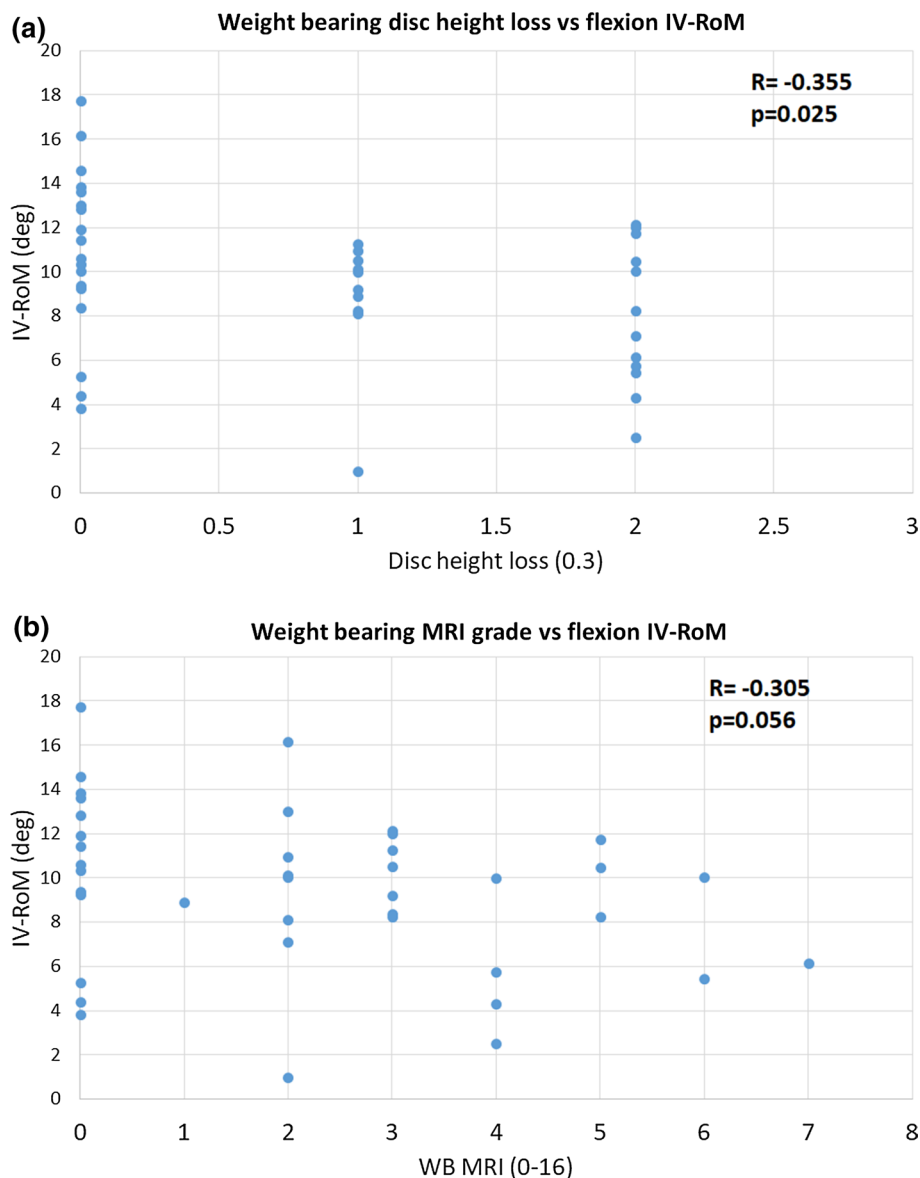 (a)
Weight bearing disc height loss vs flexion IV-RoM
R= -0.355
p=0.025
IV-RoM (deg)
20
18
16
14
12
10
8
6
4
2
0
0 0.5 1 1.5 2 2.5 3
Disc height loss (0.3)
(b)
Weight bearing MRI grade vs flexion IV-RoM
R= -0.305
p=0.056
IV-RoM (deg)
20
18
16
14
12
10
8
6
4
2
0
0 1 2 3 4 5 6 7 8
WB MRI (0-16)